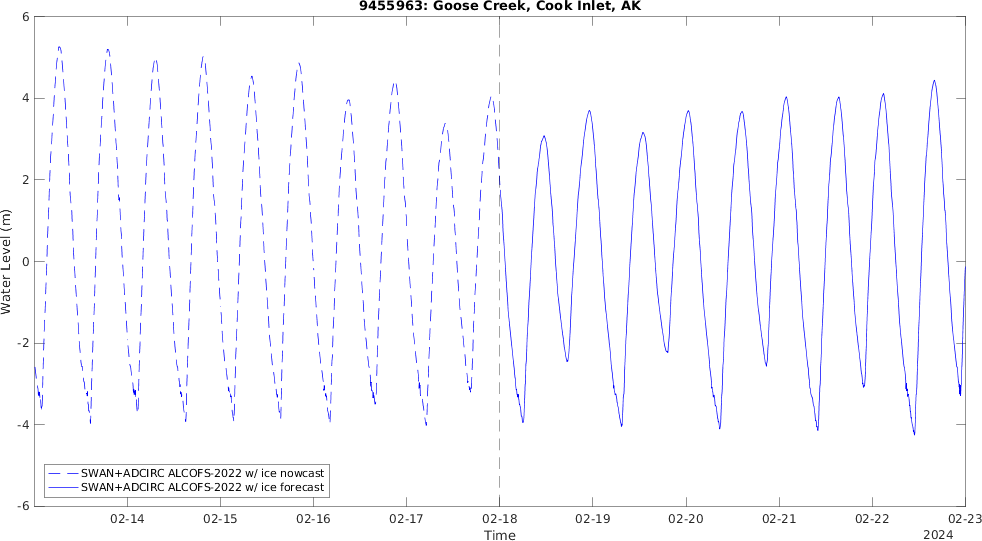 9455963: Goose Creek, Cook Inlet, AK
6
4
2
0
-2
-4
-6
Water Level (m)
SWAN+ADCIRC ALCOFS-2022 w/ ice nowcast
SWAN+ADCIRC ALCOFS-2022 w/ ice forecast
02-14 02-15 02-16 02-17 02-18 02-19 02-20 02-21 02-22 02-23
Time
2024